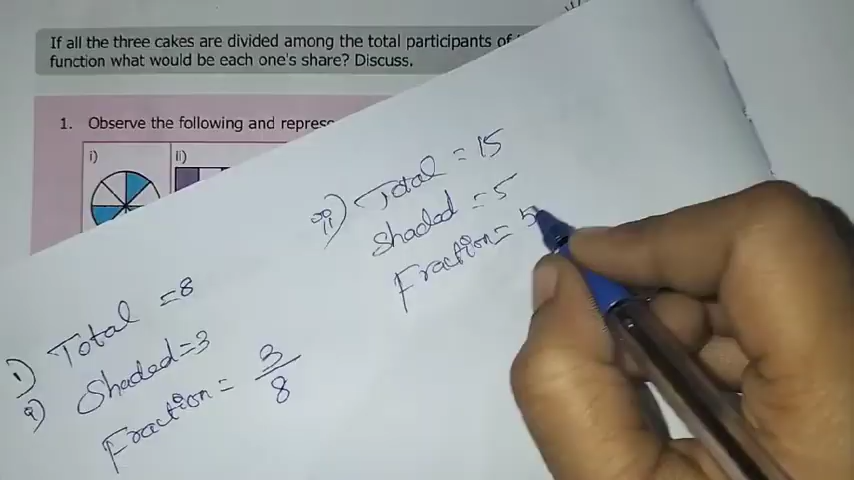 If all the three cakes are divided among the total participants of
function what would be each one's share? Discuss.
1. Observe the following and repres
i) ii)
1) i) Total = 8
Shaded = 3
Fraction = 3/8
ii) Total = 15
Shaded = 5
Fraction = 5